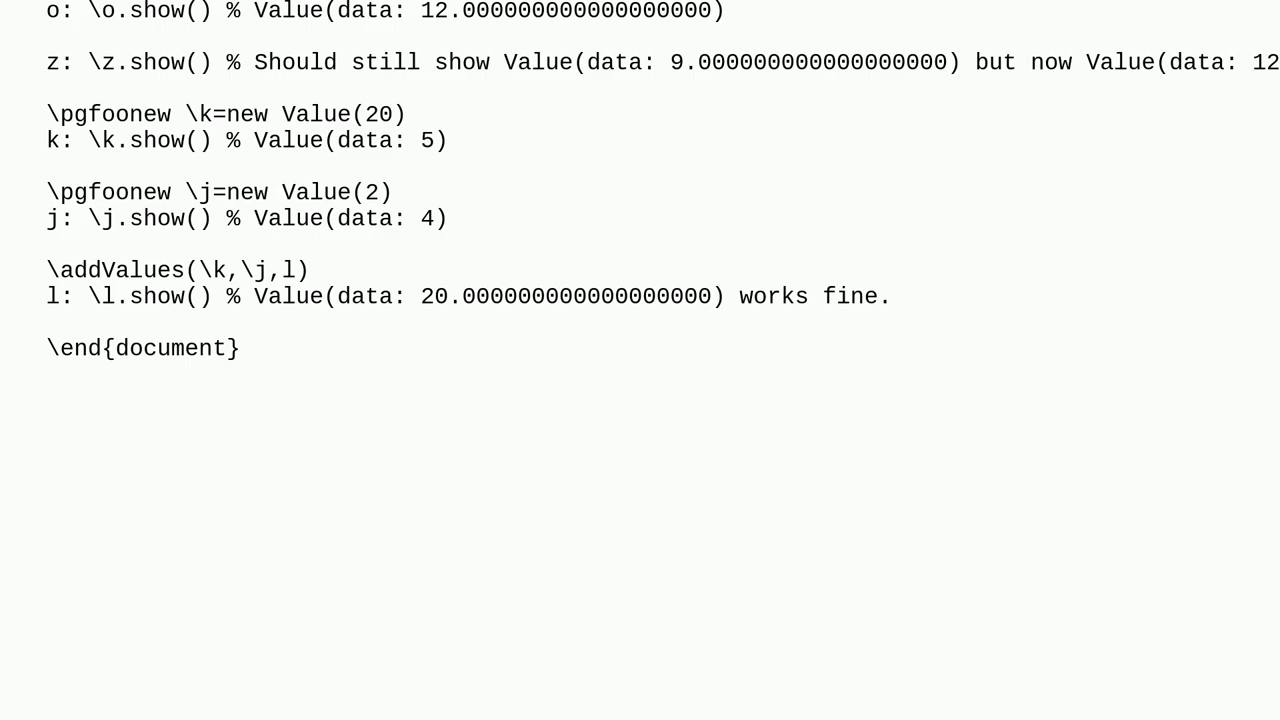 o: \o.show() % Value(data: 12.000000000000000000)
z: \z.show() % Should still show Value(data: 9.000000000000000000) but now Value(data: 12
\pgfoonew \k=new Value(20)
k: \k.show() % Value(data: 5)
\pgfoonew \j=new Value(2)
j: \j.show() % Value(data: 4)
\addValues(\k,\j,l)
l: \l.show() % Value(data: 20.000000000000000000) works fine.
\end{document}